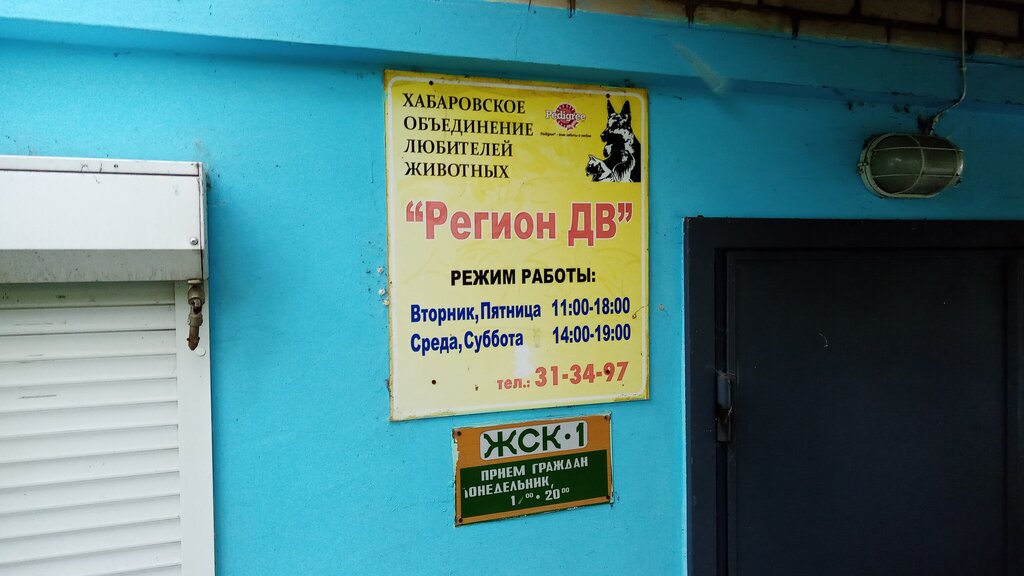 ХАБАРОВСКОЕ
ОБЪЕДИНЕНИЕ
ЛЮБИТЕЛЕЙ
ЖИВОТНЫХ
Pedigree
"Регион ДВ"
РЕЖИМ РАБОТЫ:
Вторник, Пятница 11:00-18:00
Среда, Суббота 14:00-19:00
тел.: 31-34-97
ЖСК·1
ПРИЕМ ГРАЖДАН
ОНЕДЕЛЬНИК,
20⁰⁰